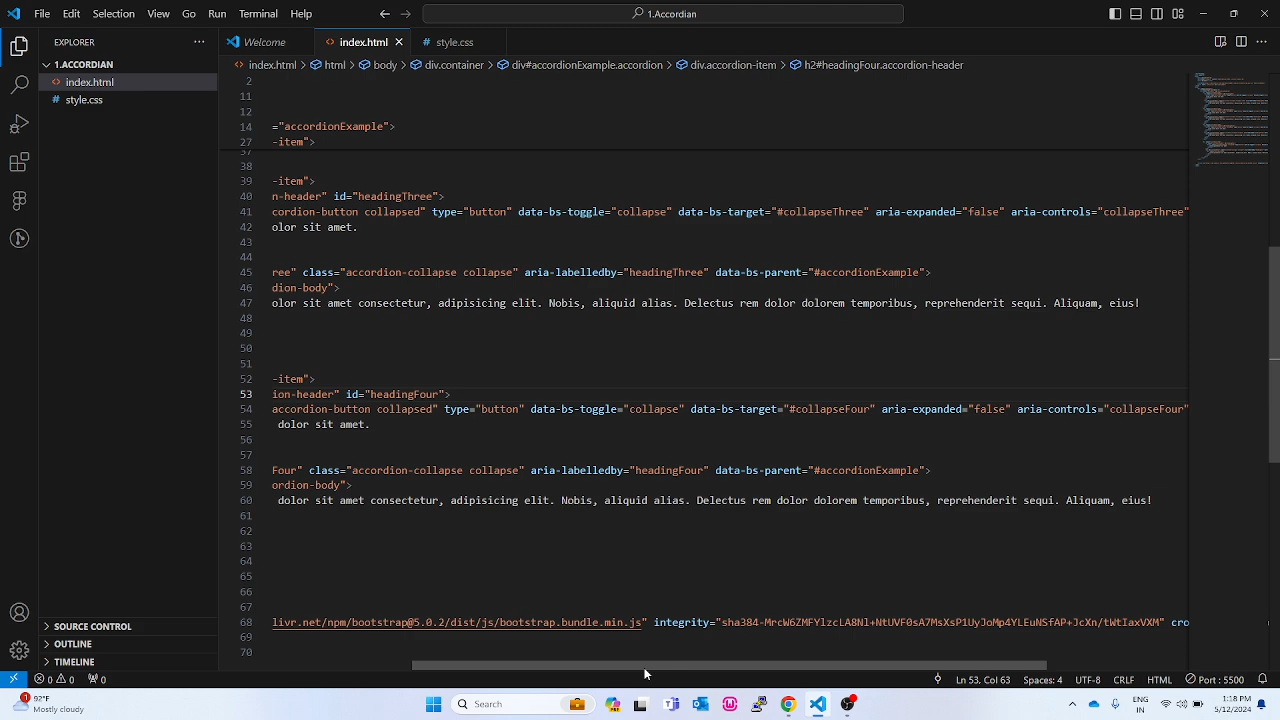 File Edit Selection View Go Run Terminal Help
1.Accordian
EXPLORER
Welcome
index.html
style.css
1.ACCORDIAN
index.html > html > body > div.container > div#accordionExample.accordion > div.accordion-item > h2#headingFour.accordion-header
index.html
style.css
2
11
12
14 ="accordionExample">
27 -item">
37
38
39 -item">
40 n-header" id="headingThree">
41 cordion-button collapsed" type="button" data-bs-toggle="collapse" data-bs-target="#collapseThree" aria-expanded="false" aria-controls="collapseThree"
42 olor sit amet.
43
44
45 ree" class="accordion-collapse collapse" aria-labelledby="headingThree" data-bs-parent="#accordionExample">
46 dion-body">
47 olor sit amet consectetur, adipisicing elit. Nobis, aliquid alias. Delectus rem dolor dolorem temporibus, reprehenderit sequi. Aliquam, eius!
48
49
50
51
52 -item">
53 ion-header" id="headingFour">
54 accordion-button collapsed" type="button" data-bs-toggle="collapse" data-bs-target="#collapseFour" aria-expanded="false" aria-controls="collapseFour"
55 dolor sit amet.
56
57
58 Four" class="accordion-collapse collapse" aria-labelledby="headingFour" data-bs-parent="#accordionExample">
59 ordion-body">
60 dolor sit amet consectetur, adipisicing elit. Nobis, aliquid alias. Delectus rem dolor dolorem temporibus, reprehenderit sequi. Aliquam, eius!
61
62
63
64
65
66
67
68 livr.net/npm/bootstrap@5.0.2/dist/js/bootstrap.bundle.min.js" integrity="sha384-MrcW6ZMFYlzcLA8Nl+NtUVF0sA7MsXsP1UyJoMp4YLEuNSfAP+JcXn/tWtIaxVXM" cro
69
70
SOURCE CONTROL
OUTLINE
TIMELINE
0 0 0
Ln 53, Col 63 Spaces: 4 UTF-8 CRLF HTML Port : 5500
1
92°F
Mostly cloudy
Search
ENG
IN
1:18 PM
5/12/2024